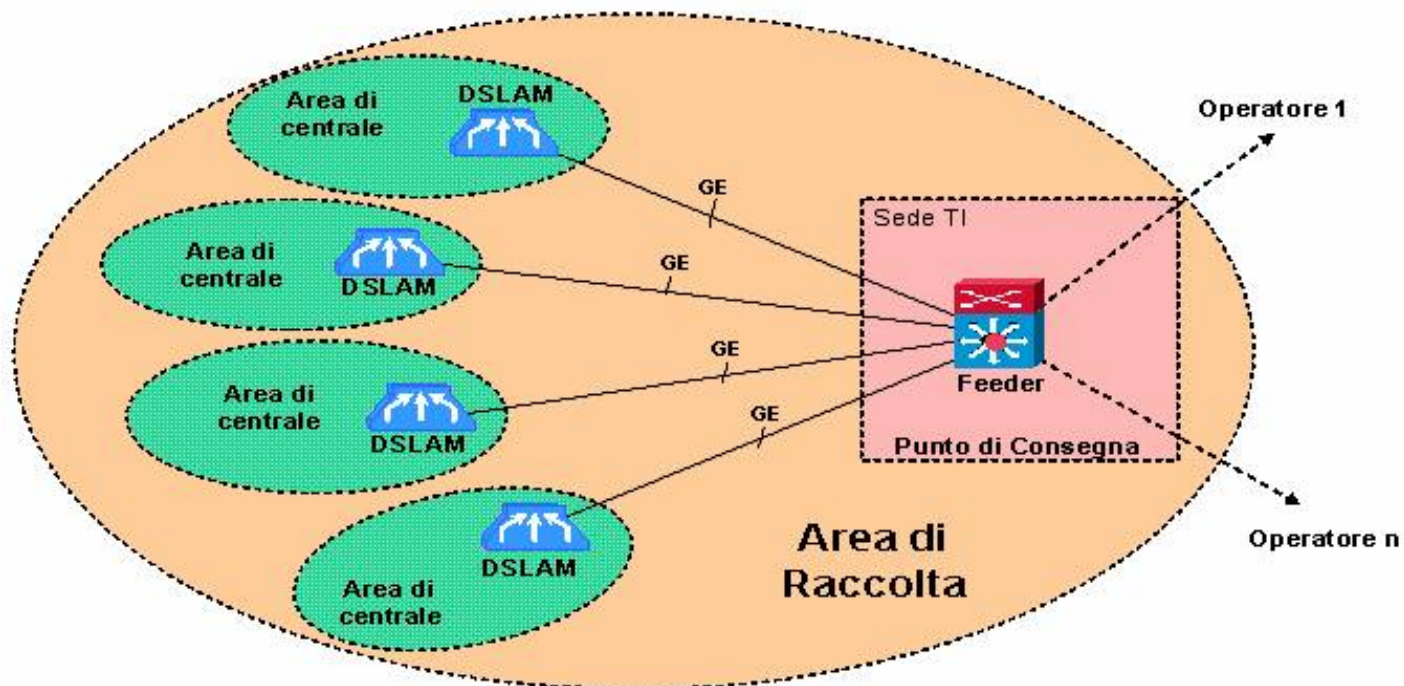 Area di
centrale
DSLAM
Operatore 1
GE
Sede TI
Area di
centrale
DSLAM
GE
Feeder
Punto di Consegna
GE
Area di
centrale
DSLAM
GE
DSLAM
Area di
centrale
Area di
Raccolta
Operatore n